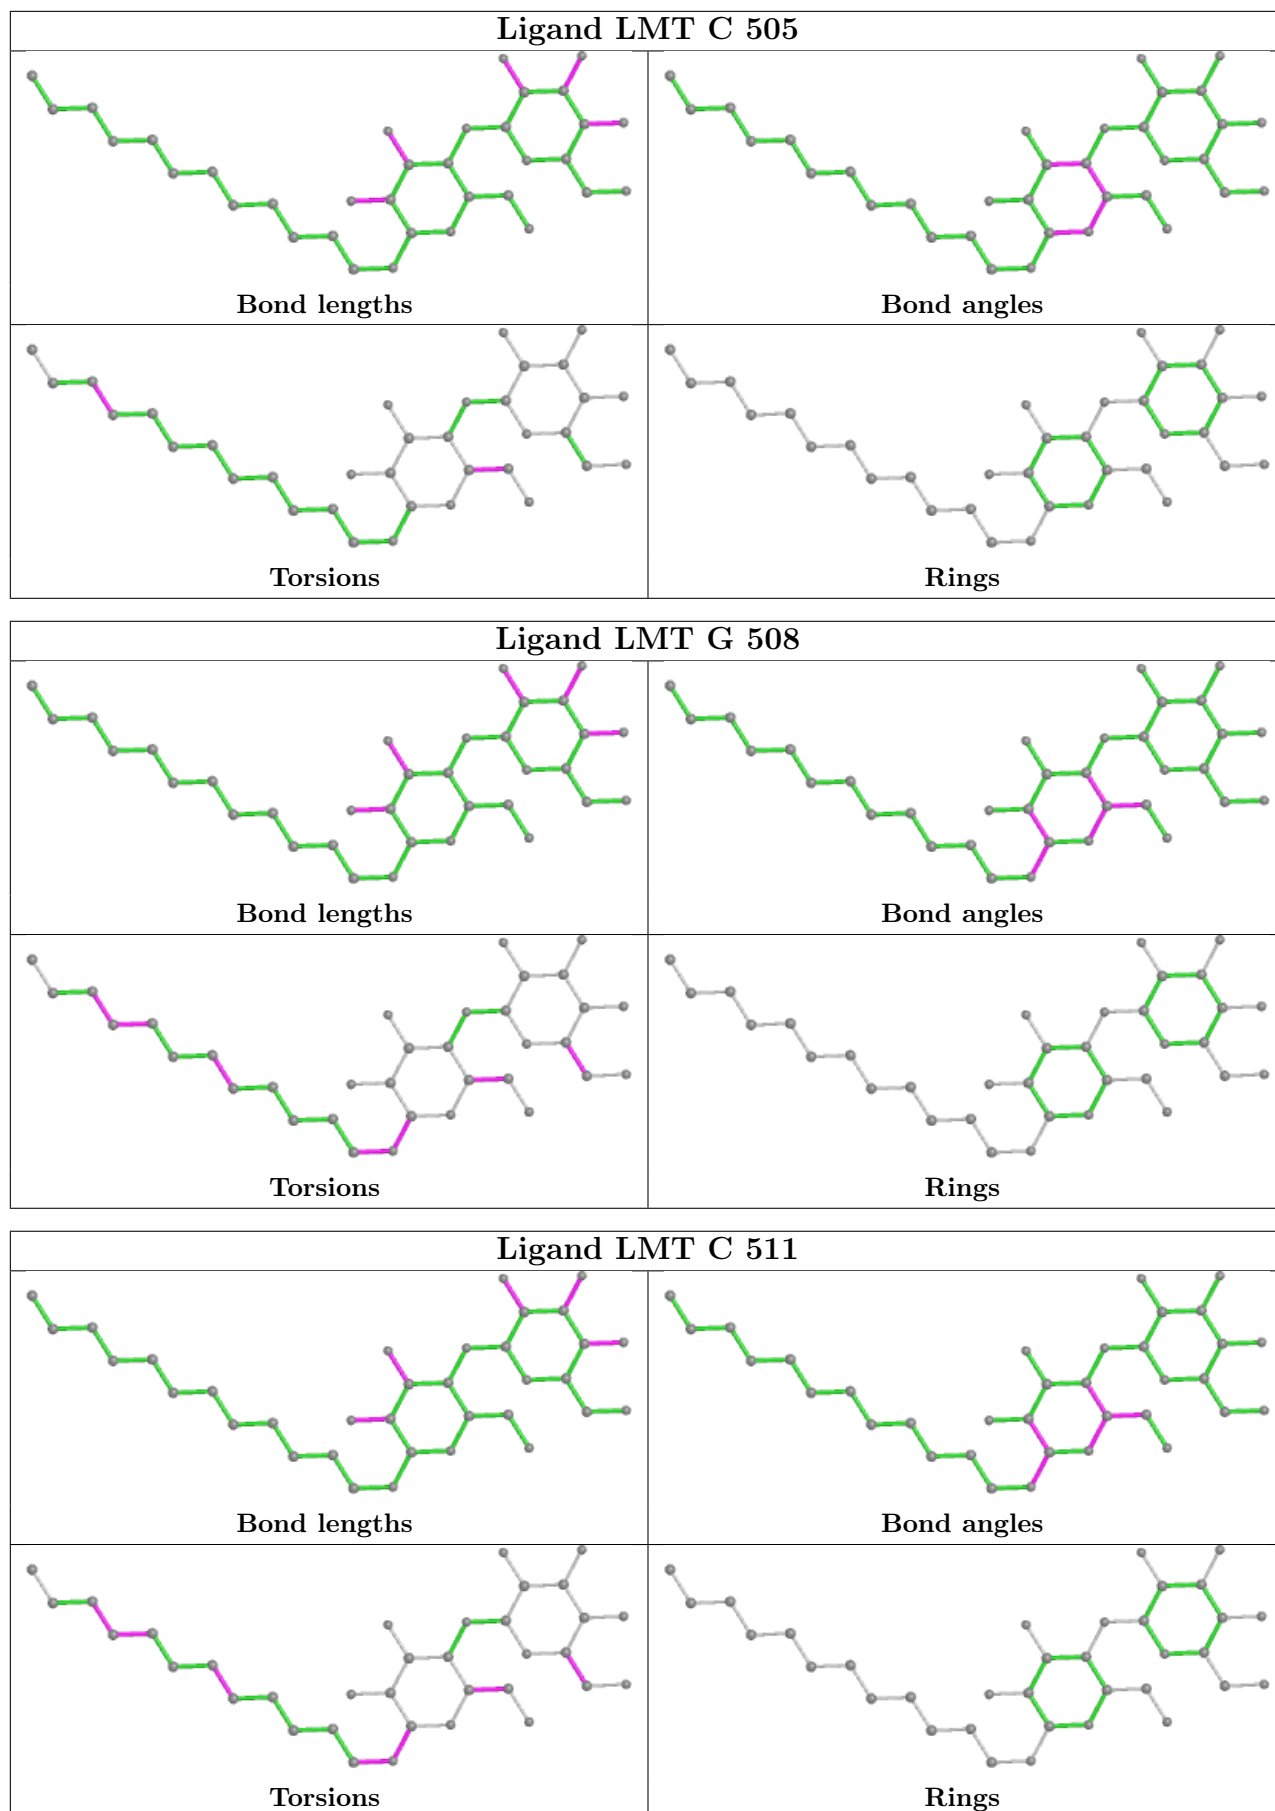 Ligand LMT C 505
Bond lengths
Bond angles
Torsions
Rings
Ligand LMT G 508
Bond lengths
Bond angles
Torsions
Rings
Ligand LMT C 511
Bond lengths
Bond angles
Torsions
Rings